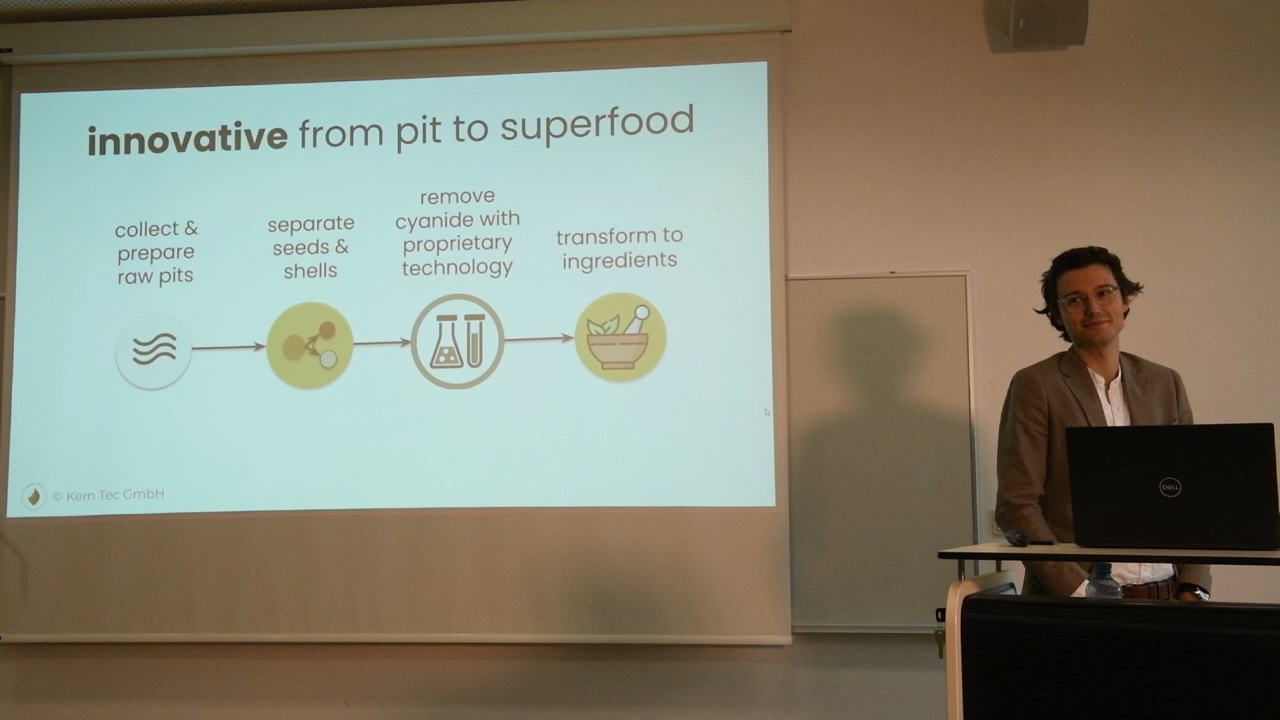 innovative from pit to superfood
collect &
prepare
raw pits
separate
seeds &
shells
remove
cyanide with
proprietary
technology
transform to
ingredients
© Kern Tec GmbH
DELL